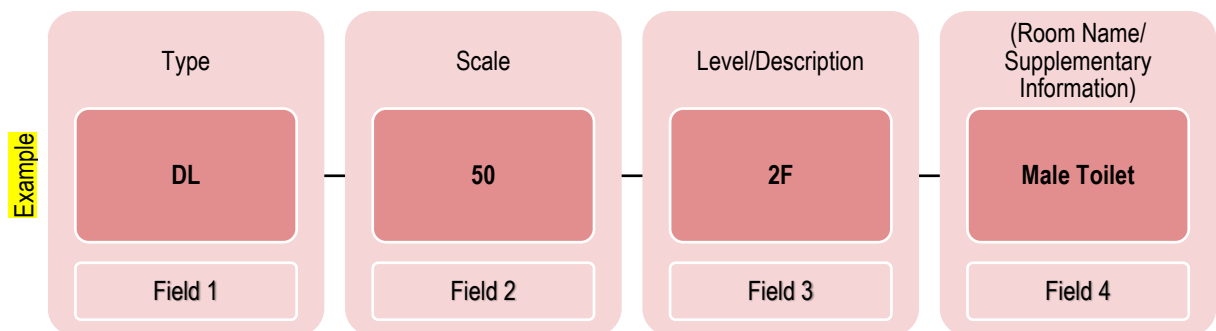 Type
Scale
Level/Description
(Room Name/
Supplementary
Information)
Example
DL
50
2F
Male Toilet
Field 1
Field 2
Field 3
Field 4